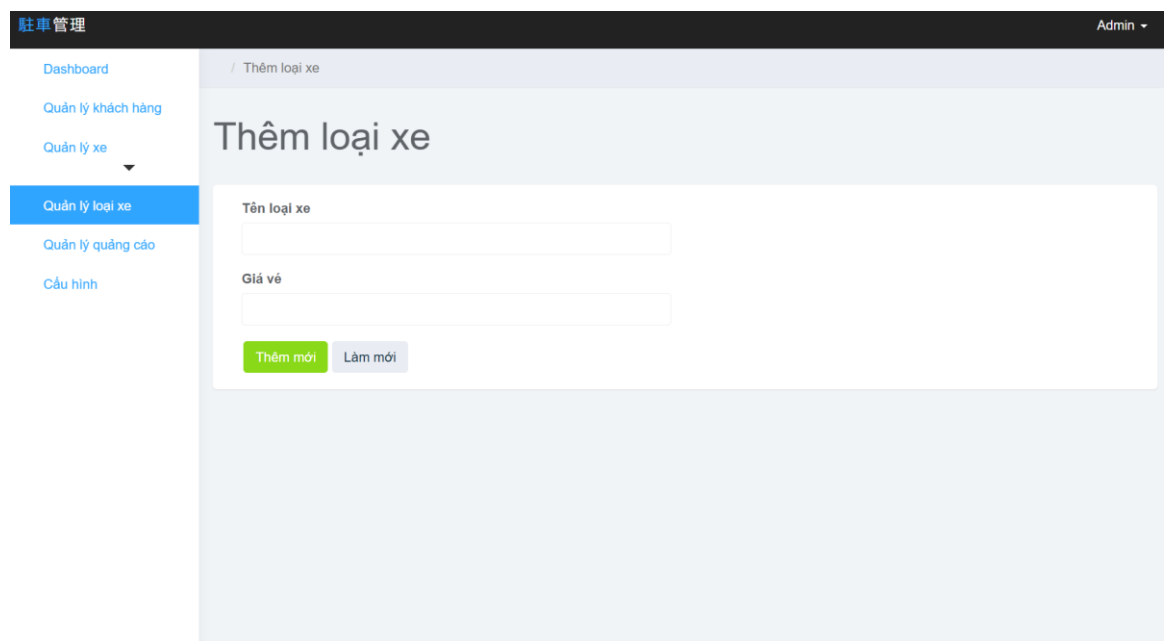 駐車管理
Admin
Dashboard
Quản lý khách hàng
Quản lý xe
Quản lý loại xe
Quản lý quảng cáo
Cấu hình
/ Thêm loại xe
Thêm loại xe
Tên loại xe
Giá vé
Thêm mới
Làm mới